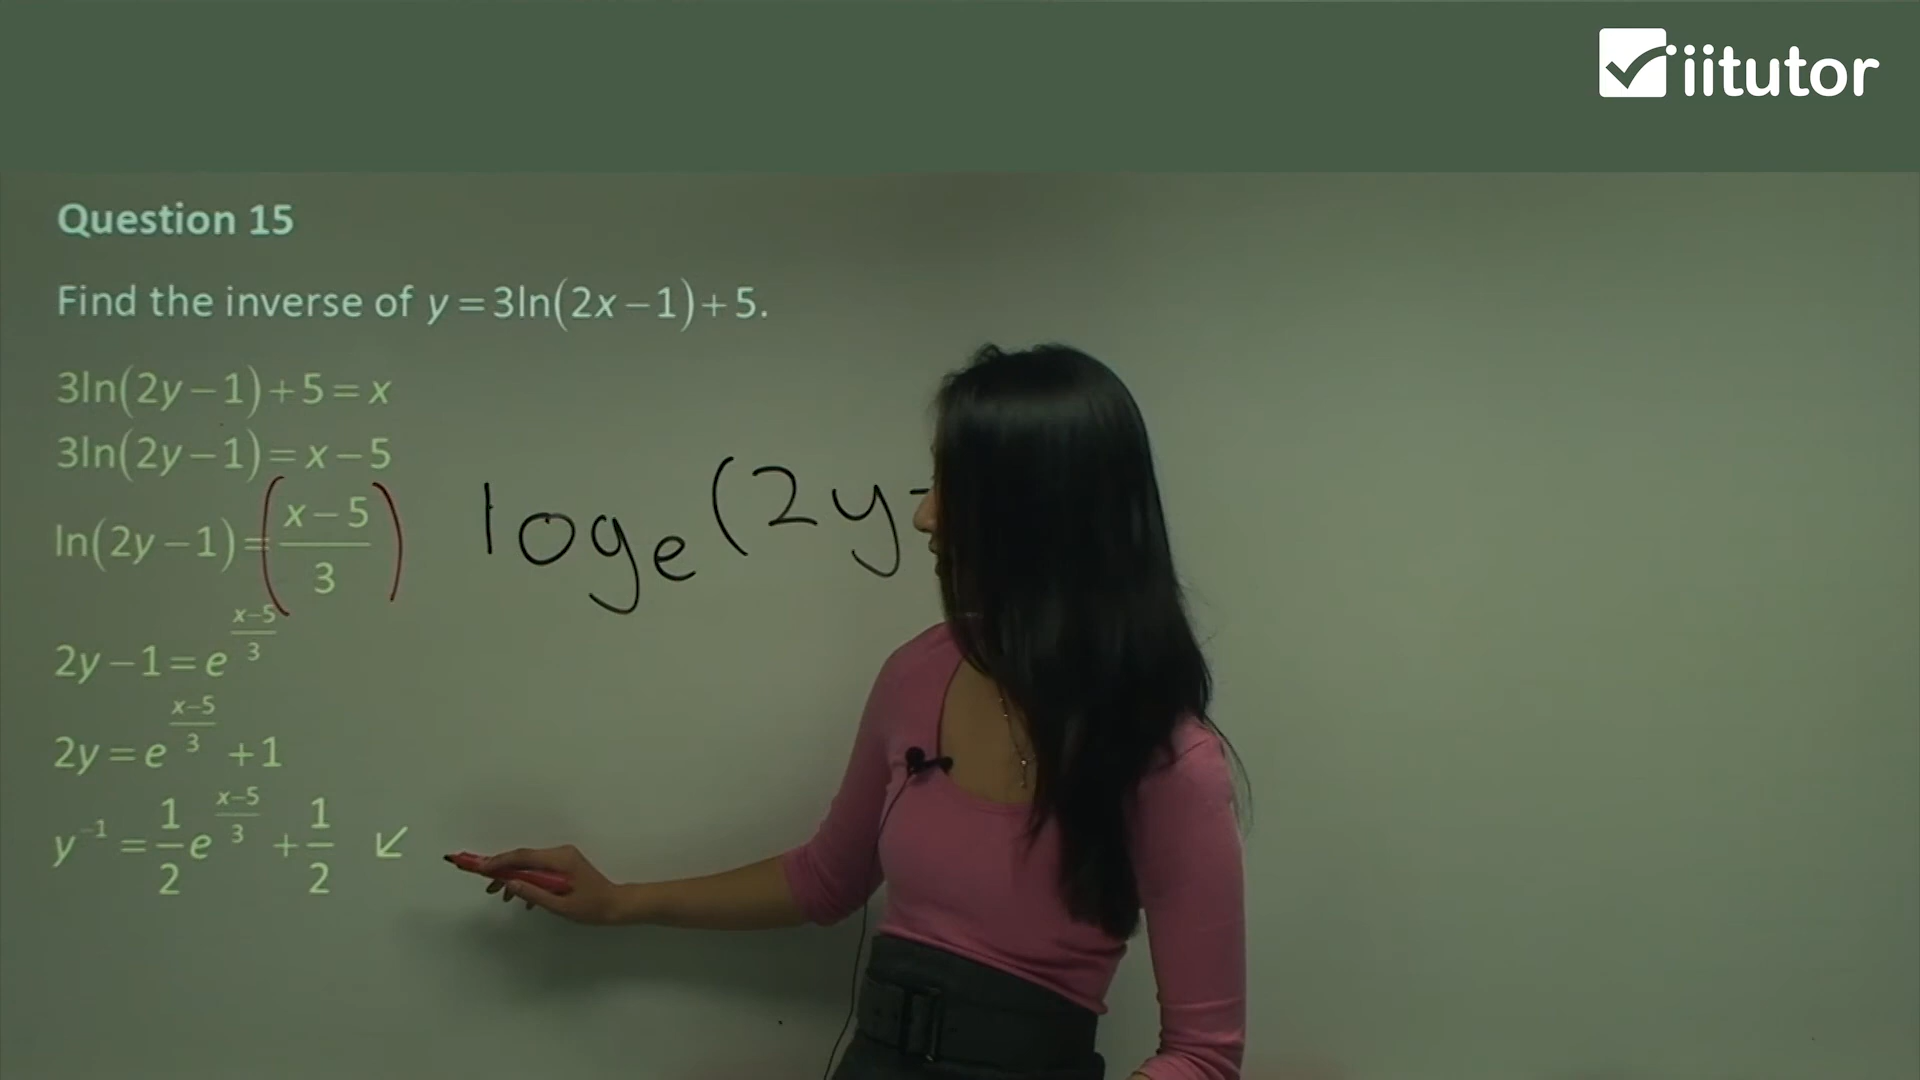 iitutor
Question 15
Find the inverse of y=3ln(2x−1)+5.
3ln(2y−1)+5=x
3ln(2y−1)=x−5
ln(2y−1)=(x−5/3)
logₑ(2y-
2y−1=e^(x−5/3)
2y=e^(x−5/3)+1
y⁻¹=1/2e^(x−5/3)+1/2 ↙